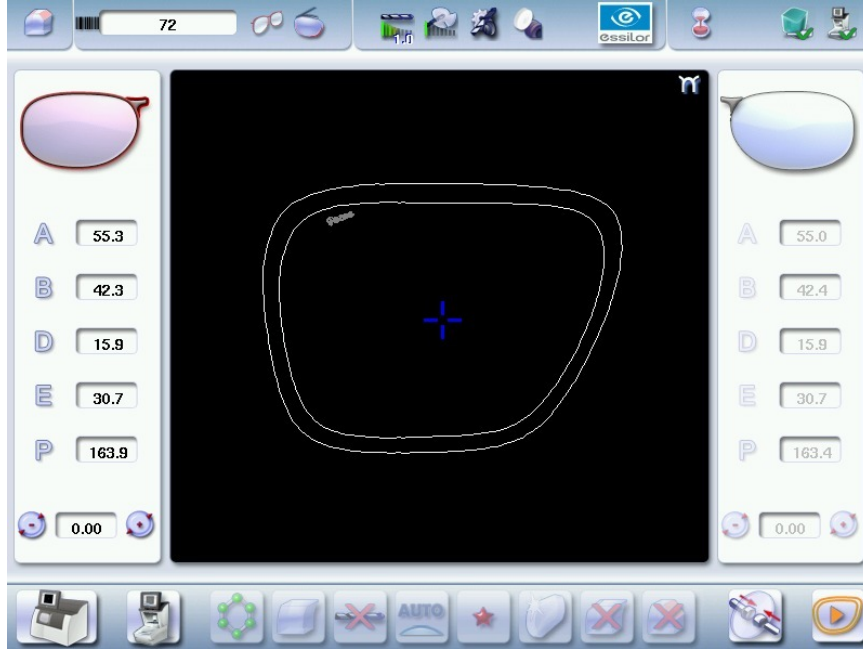 72
1.0
essilor
A 55.3
B 42.3
D 15.9
E 30.7
P 163.9
0.00
A 55.0
B 42.4
D 15.9
E 30.7
P 163.4
0.00
AUTO